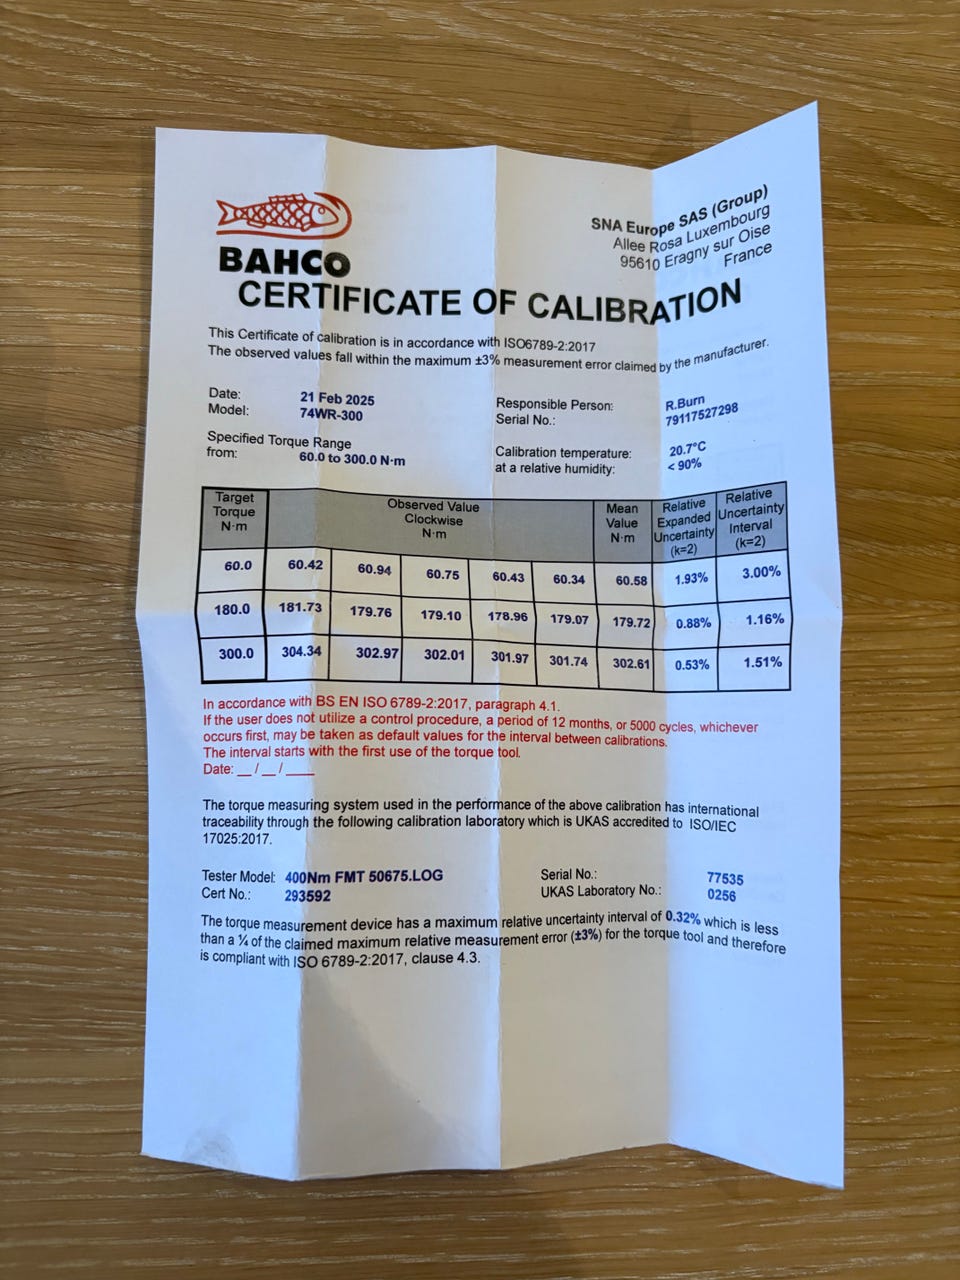 BAHCO
SNA Europe SAS (Group)
Allee Rosa Luxembourg
95610 Eragny sur Oise
France
CERTIFICATE OF CALIBRATION
This Certificate of calibration is in accordance with ISO6789-2:2017
The observed values fall within the maximum ±3% measurement error claimed by the manufacturer.
Date: 21 Feb 2025
Model: 74WR-300
Responsible Person: R.Burn
Serial No.: 79117527298
Specified Torque Range
from: 60.0 to 300.0 N·m
Calibration temperature: 20.7°C
at a relative humidity: < 90%
Target Torque N·m | Observed Value Clockwise N·m | Mean Value N·m | Relative Expanded Uncertainty (k=2) | Relative Uncertainty Interval (k=2)
60.0 60.42 60.94 60.75 60.43 60.34 60.58 1.93% 3.00%
180.0 181.73 179.76 179.10 178.96 179.07 179.72 0.88% 1.16%
300.0 304.34 302.97 302.01 301.97 301.74 302.61 0.53% 1.51%
In accordance with BS EN ISO 6789-2:2017, paragraph 4.1.
If the user does not utilize a control procedure, a period of 12 months, or 5000 cycles, whichever
occurs first, may be taken as default values for the interval between calibrations.
The interval starts with the first use of the torque tool.
Date: __ / __ / ____
The torque measuring system used in the performance of the above calibration has international
traceability through the following calibration laboratory which is UKAS accredited to ISO/IEC
17025:2017.
Tester Model: 400Nm FMT 50675.LOG
Cert No.: 293592
Serial No.: 77535
UKAS Laboratory No.: 0256
The torque measurement device has a maximum relative uncertainty interval of 0.32% which is less
than a ¼ of the claimed maximum relative measurement error (±3%) for the torque tool and therefore
is compliant with ISO 6789-2:2017, clause 4.3.